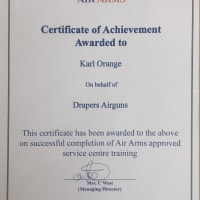 AIR ARMS
Certificate of Achievement
Awarded to
Karl Orange
On behalf of
Drapers Airguns
This certificate has been awarded to the above
on successful completion of Air Arms approved
service centre training
Mrs. C West
(Managing Director)